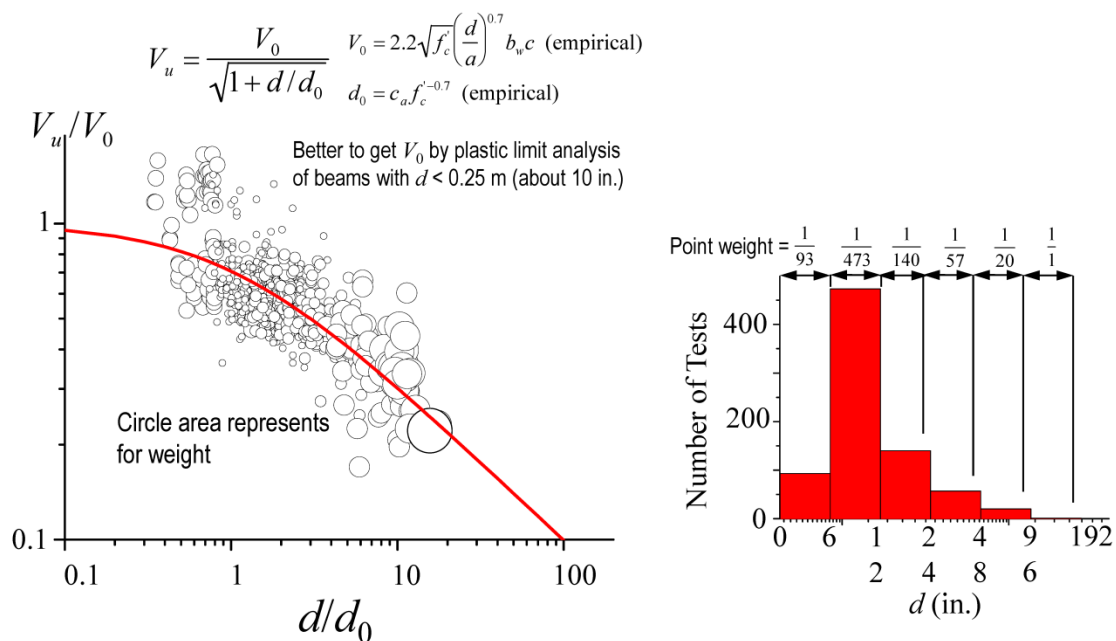 V_u = V_0 / √(1 + d/d_0)
V_0 = 2.2√f_c' (d/a)^0.7 b_w c (empirical)
d_0 = c_a f_c'^-0.7 (empirical)
V_u/V_0
Better to get V_0 by plastic limit analysis
of beams with d < 0.25 m (about 10 in.)
1
Circle area represents
for weight
0.1
0.1 1 10 100
d/d_0
Point weight = 1/93 1/473 1/140 1/57 1/20 1/1
Number of Tests
400
200
0
0 6 1 2 4 9 192
2 4 8 6
d (in.)